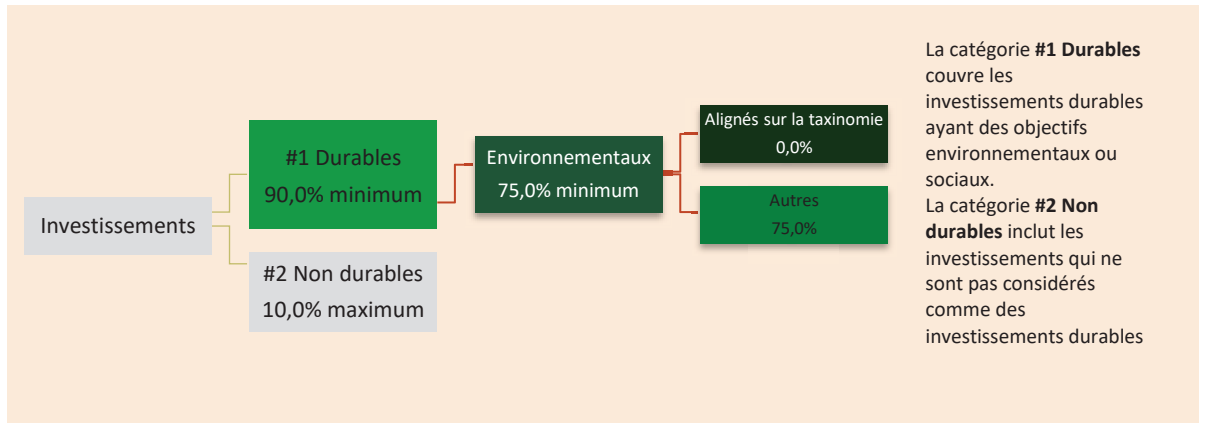 Investissements
#1 Durables
90,0% minimum
#2 Non durables
10,0% maximum
Environnementaux
75,0% minimum
Alignés sur la taxinomie
0,0%
Autres
75,0%
La catégorie #1 Durables
couvre les
investissements durables
ayant des objectifs
environnementaux ou
sociaux.
La catégorie #2 Non
durables inclut les
investissements qui ne
sont pas considérés
comme des
investissements durables